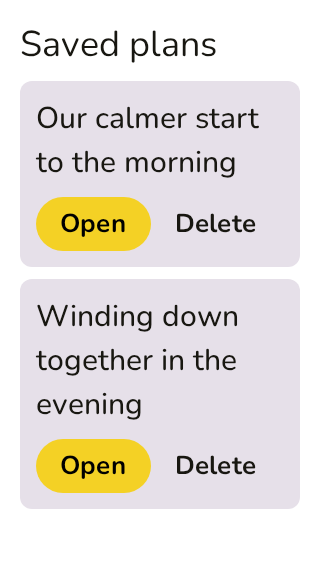 Saved plans
Our calmer start
to the morning
Open Delete
Winding down
together in the
evening
Open Delete